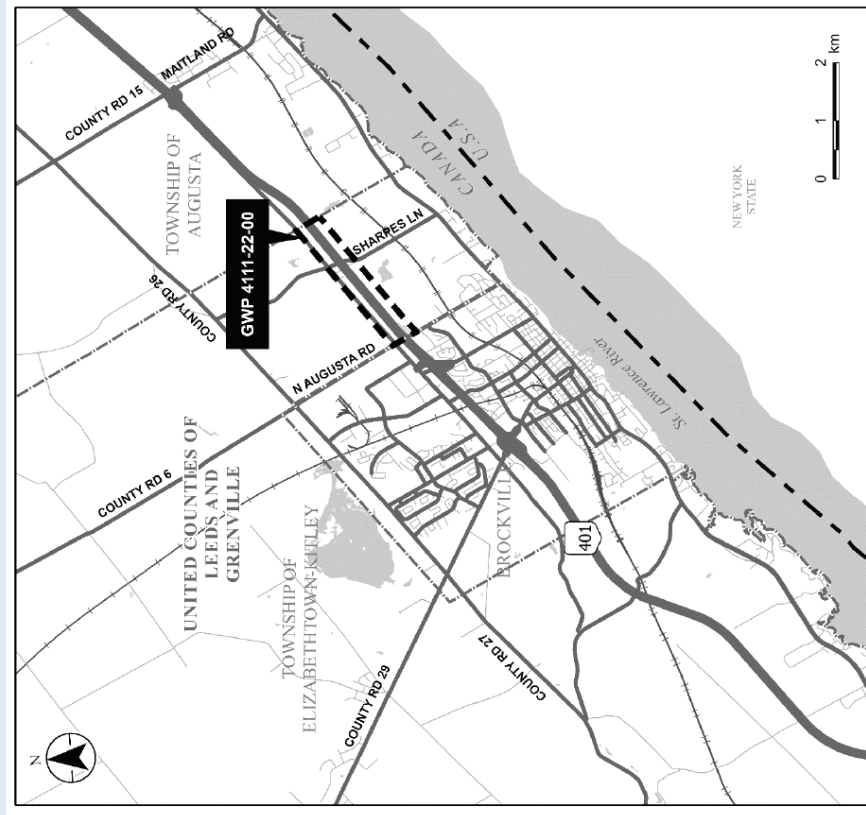 MAITLAND RD
COUNTY RD 15
TOWNSHIP OF
AUGUSTA
CANADA
U.S.A
2 km
1
0
GWP 4111-22-00
SHARPES LN
COUNTY RD 26
NEW YORK
STATE
N AUGUSTA RD
COUNTY RD 6
UNITED COUNTIES OF
LEEDS AND
GRENVILLE
St. Lawrence River
TOWNSHIP OF
ELIZABETHTOWN-KITLEY
BROCKVILLE
401
COUNTY RD 27
COUNTY RD 29
N